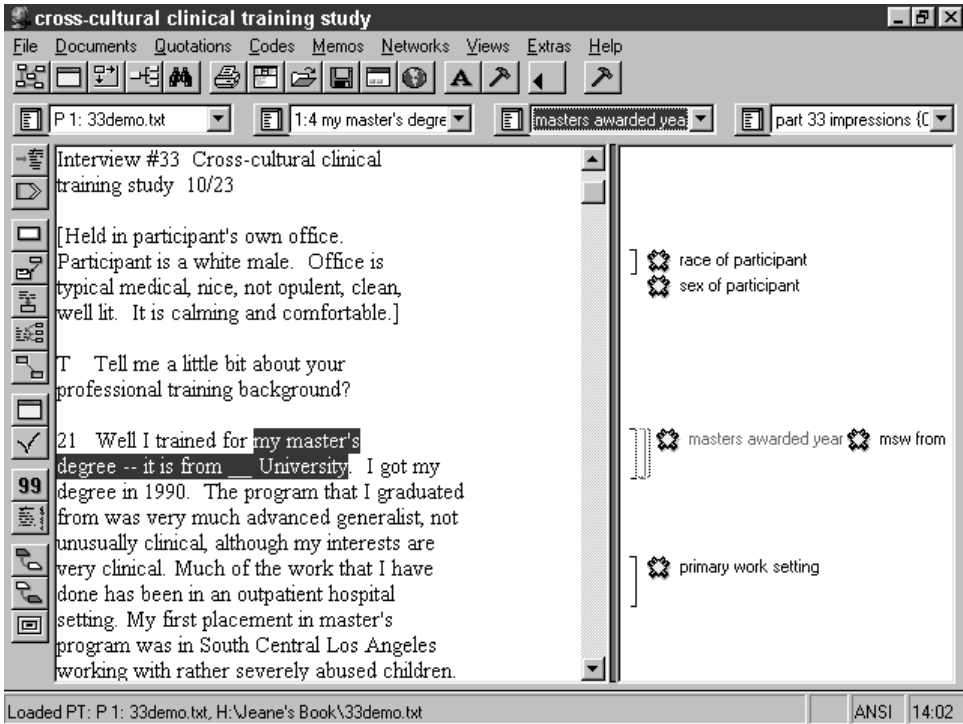 cross-cultural clinical training study
File Documents Quotations Codes Memos Networks Views Extras Help
A
P 1: 33demo.txt
1:4 my master's degre
masters awarded yea
part 33 impressions {C
Interview #33 Cross-cultural clinical
training study 10/23
[Held in participant's own office.
Participant is a white male. Office is
typical medical, nice, not opulent, clean,
well lit. It is calming and comfortable.]
T Tell me a little bit about your
professional training background?
21 Well I trained for my master's
degree -- it is from __ University. I got my
degree in 1990. The program that I graduated
from was very much advanced generalist, not
unusually clinical, although my interests are
very clinical. Much of the work that I have
done has been in an outpatient hospital
setting. My first placement in master's
program was in South Central Los Angeles
working with rather severely abused children.
99
race of participant
sex of participant
masters awarded year msw from
primary work setting
Loaded PT: P 1: 33demo.txt, H:\Jeane's Book\33demo.txt
ANSI 14:02